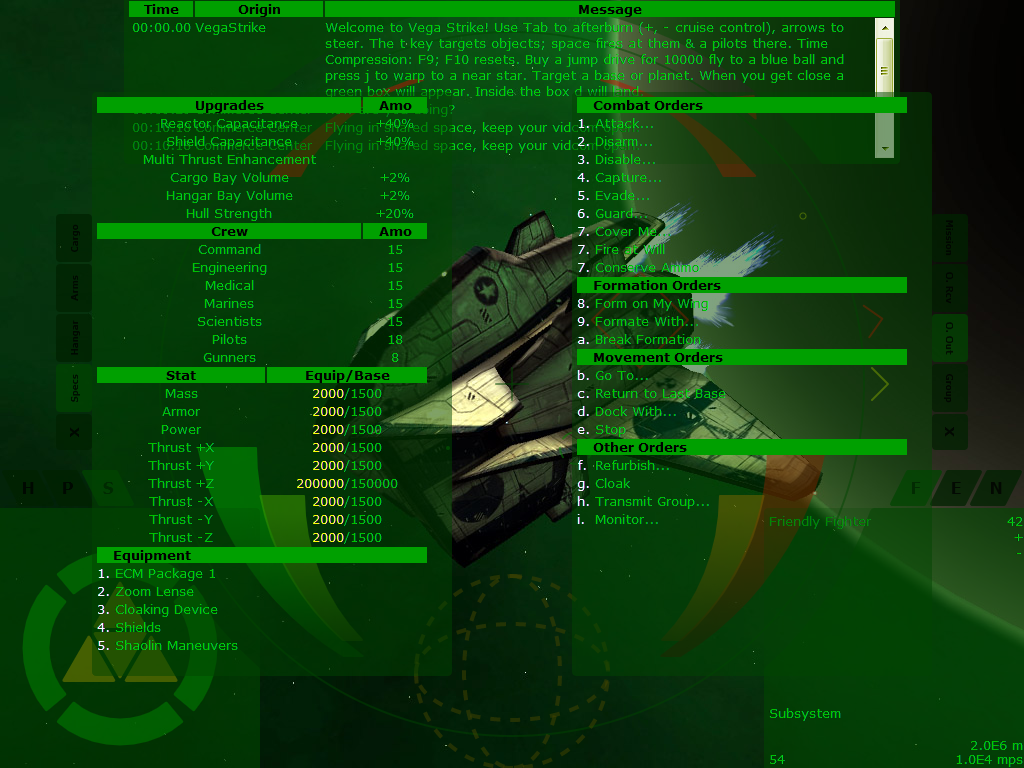 Time Origin Message
00:00.00 VegaStrike Welcome to Vega Strike! Use Tab to afterburn (+, - cruise control), arrows to
steer. The t key targets objects; space fires at them & a pilots there. Time
Compression: F9; F10 resets. Buy a jump drive for 10000 fly to a blue ball and
press j to warp to a near star. Target a base or planet. When you get close a
green box will appear. Inside the box d will land.
00:10.10 Commerce Center Flying in shared space, keep your vidcom
00:10.10 Commerce Center Flying in shared space, keep your vidcom
Upgrades Amo
Reactor Capacitance +40%
Shield Capacitance +40%
Multi Thrust Enhancement
Cargo Bay Volume +2%
Hangar Bay Volume +2%
Hull Strength +20%
Crew Amo
Command 15
Engineering 15
Medical 15
Marines 15
Scientists 15
Pilots 18
Gunners 8
Stat Equip/Base
Mass 2000/1500
Armor 2000/1500
Power 2000/1500
Thrust +X 2000/1500
Thrust +Y 2000/1500
Thrust +Z 200000/150000
Thrust -X 2000/1500
Thrust -Y 2000/1500
Thrust -Z 2000/1500
Equipment
1. ECM Package 1
2. Zoom Lense
3. Cloaking Device
4. Shields
5. Shaolin Maneuvers
Combat Orders
1. Attack...
2. Disarm...
3. Disable...
4. Capture...
5. Evade...
6. Guard...
7. Cover Me...
7. Fire at Will
7. Conserve Ammo
Formation Orders
8. Form on My Wing
9. Formate With...
a. Break Formation
Movement Orders
b. Go To...
c. Return to Last Base
d. Dock With...
e. Stop
Other Orders
f. Refurbish...
g. Cloak
h. Transmit Group...
i. Monitor...
Cargo
Arms
Hangar
Specs
X
Mission
O. Rcv
O. Out
Group
X
H P S
F E N
Friendly Fighter 42
+
-
Subsystem
2.0E6 m
54 1.0E4 mps